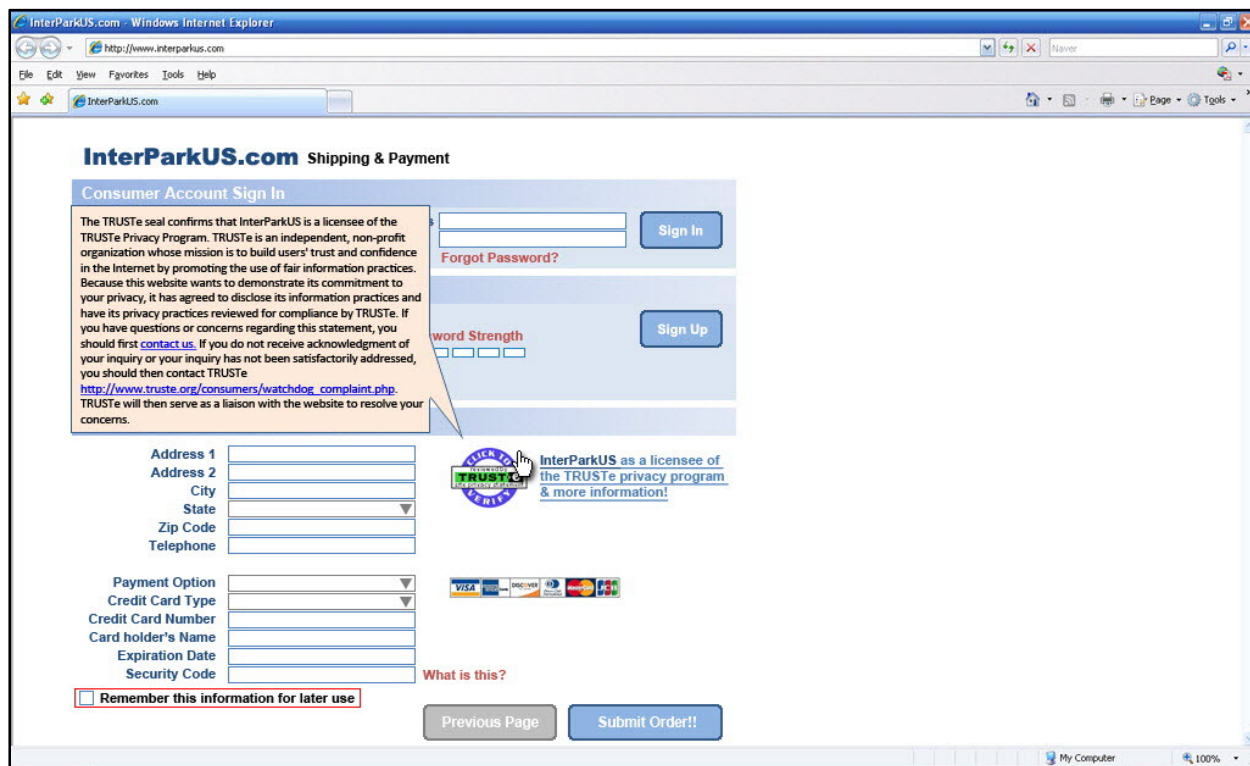 InterParkUS.com - Windows Internet Explorer
http://www.interparkus.com
Naver
File Edit View Favorites Tools Help
InterParkUS.com
Page Tools
InterParkUS.com Shipping & Payment
Consumer Account Sign In
The TRUSTe seal confirms that InterParkUS is a licensee of the
TRUSTe Privacy Program. TRUSTe is an independent, non-profit
organization whose mission is to build users' trust and confidence
in the Internet by promoting the use of fair information practices.
Because this website wants to demonstrate its commitment to
your privacy, it has agreed to disclose its information practices and
have its privacy practices reviewed for compliance by TRUSTe. If
you have questions or concerns regarding this statement, you
should first contact us. If you do not receive acknowledgment of
your inquiry or your inquiry has not been satisfactorily addressed,
you should then contact TRUSTe
http://www.truste.org/consumers/watchdog_complaint.php.
TRUSTe will then serve as a liaison with the website to resolve your
concerns.
Sign In
Forgot Password?
Sign Up
word Strength
Address 1
Address 2
City
State
Zip Code
Telephone
CLICK TO
reviewed by
TRUSTe
VERIFY
InterParkUS as a licensee of
the TRUSTe privacy program
& more information!
Payment Option
Credit Card Type
Credit Card Number
Card holder's Name
Expiration Date
Security Code
VISA DISCOVER MasterCard JCB
What is this?
Remember this information for later use
Previous Page
Submit Order!!
My Computer
100%